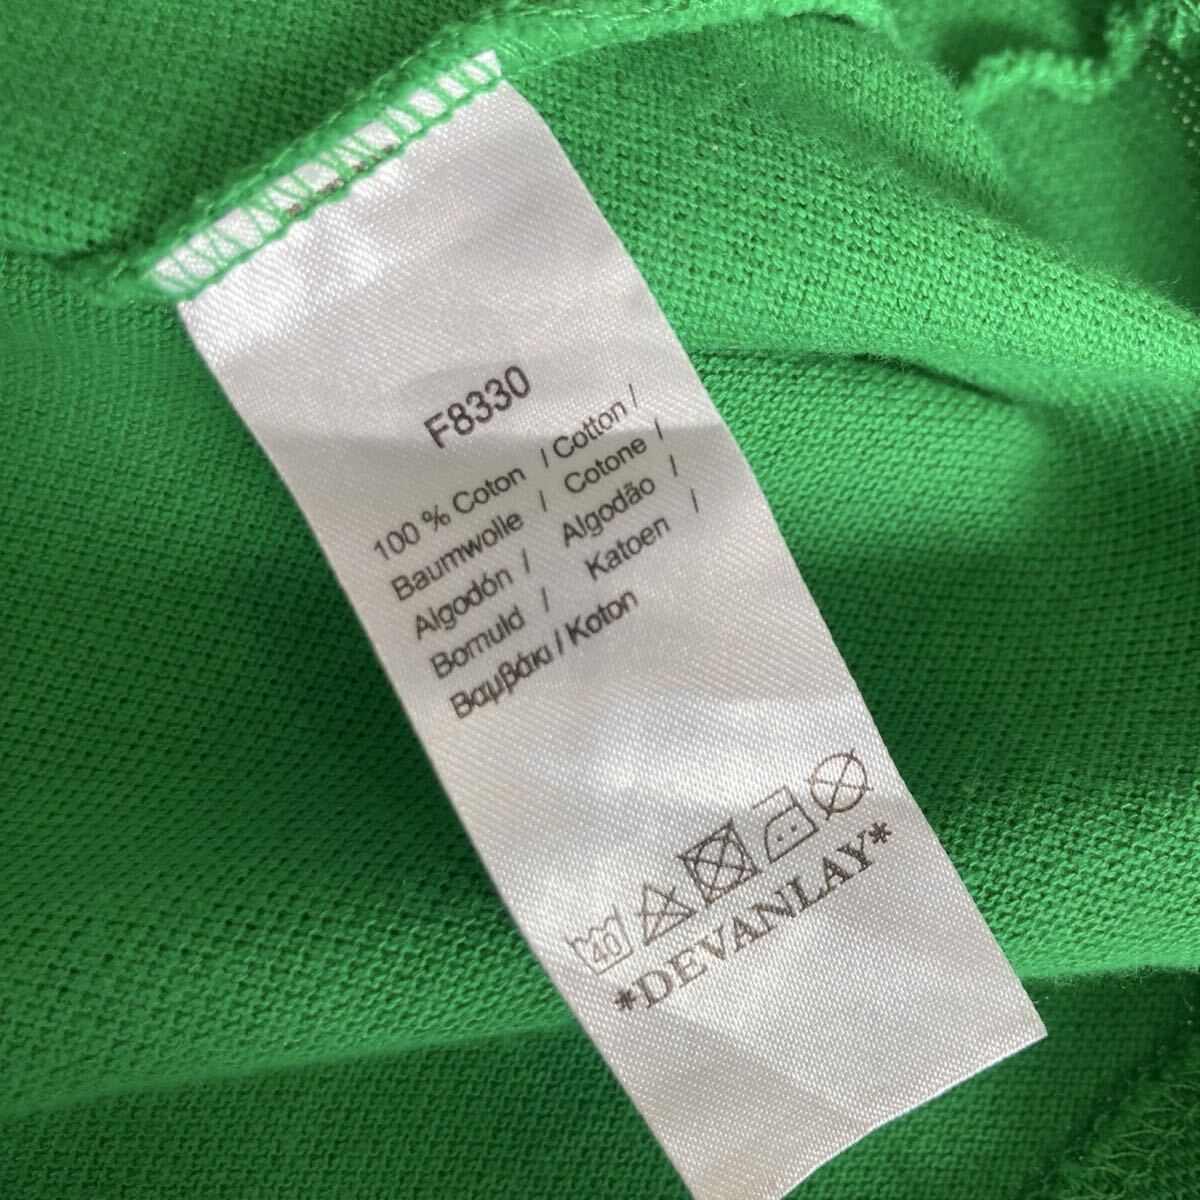 F8330
100 % Coton / Cotton /
Baumwolle / Cotone /
Algodón / Algodão /
Bomuld / Katoen /
Βαμβάκι / Koton
40
*DEVANLAY*